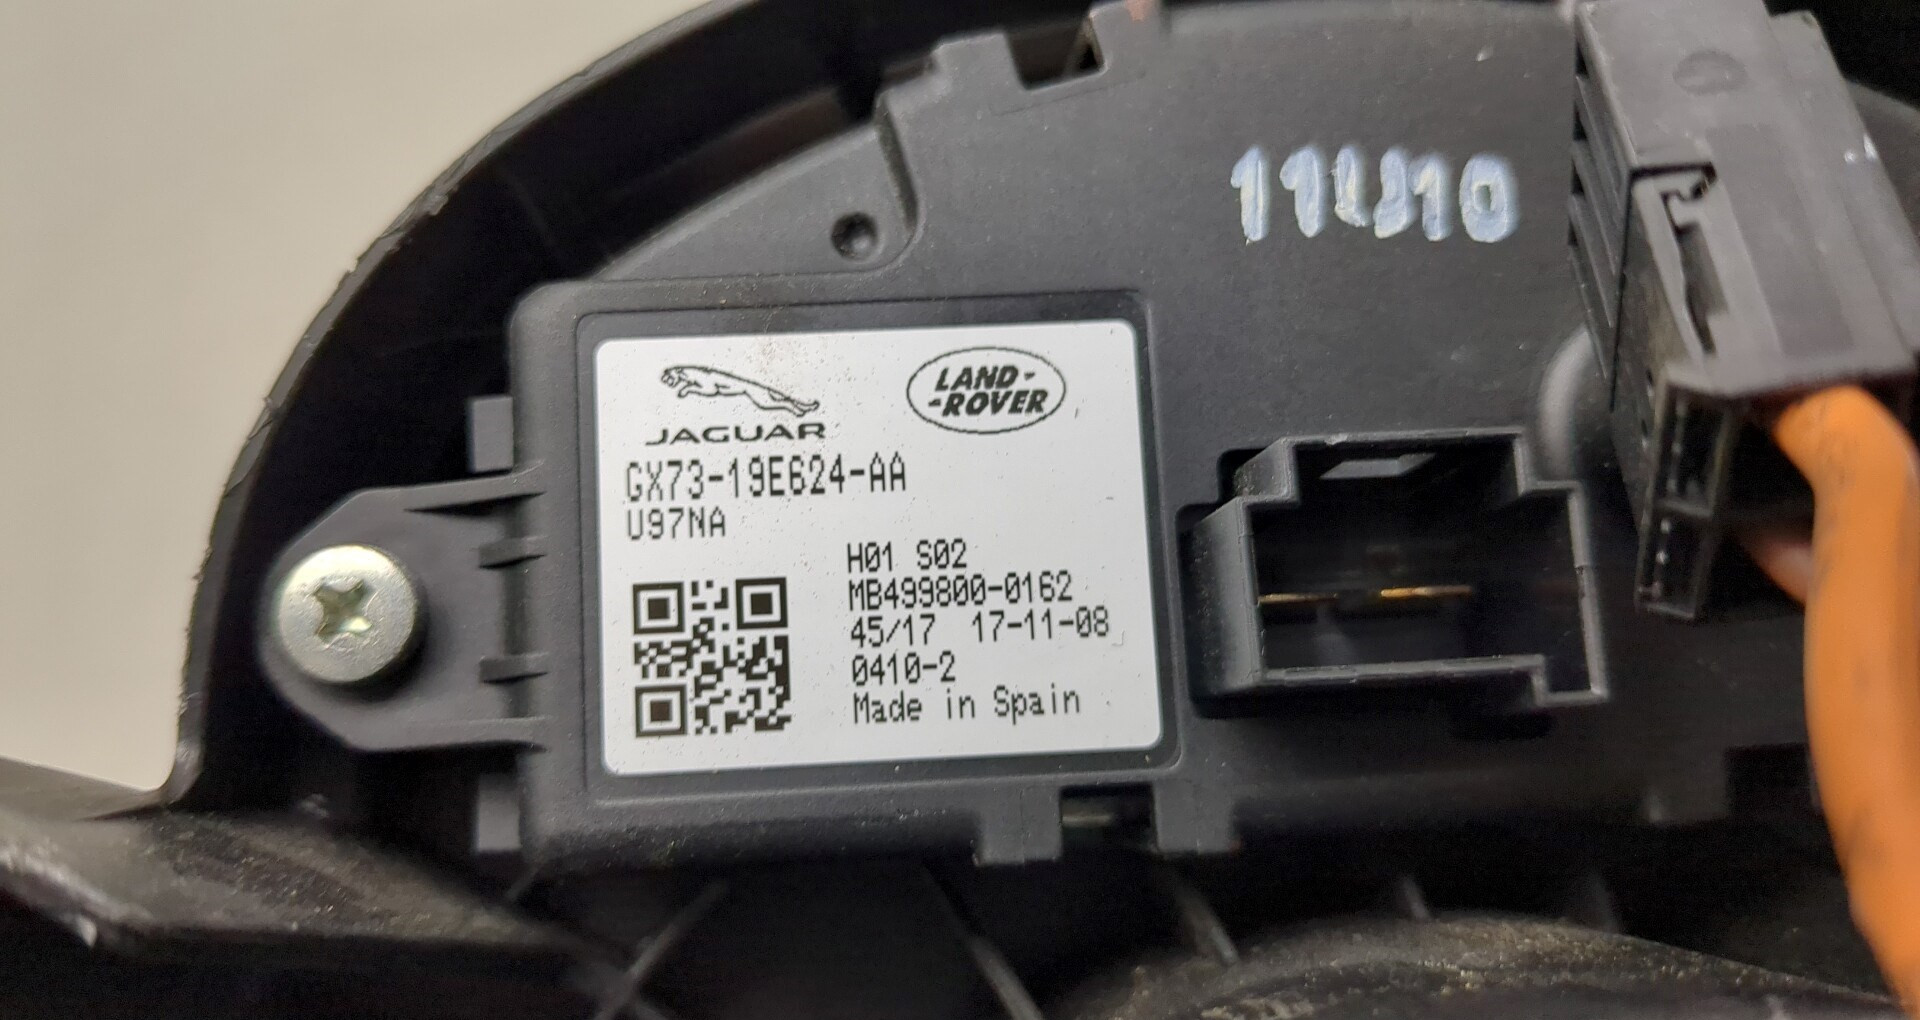 JAGUAR
LAND-
-ROVER
GX73-19E624-AA
U97NA
H01 S02
MB499800-0162
45/17 17-11-08
0410-2
Made in Spain